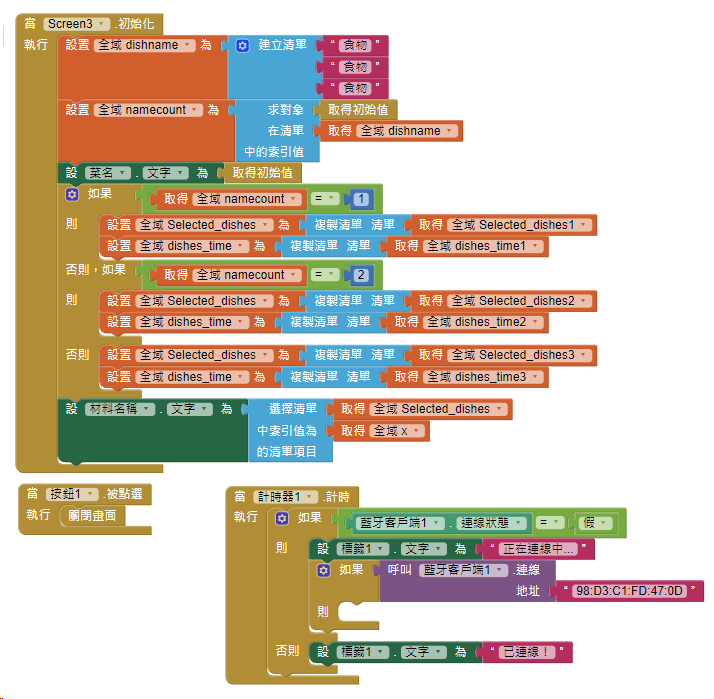 當 Screen3 .初始化
執行 設置 全域 dishname 為 建立清單 “ 食物 ”
“ 食物 ”
“ 食物 ”
設置 全域 namecount 為 求對象 取得初始值
在清單 取得 全域 dishname
中的索引值
設 菜名 . 文字 為 取得初始值
如果 取得 全域 namecount = 1
則 設置 全域 Selected_dishes 為 複製清單 清單 取得 全域 Selected_dishes1
設置 全域 dishes_time 為 複製清單 清單 取得 全域 dishes_time1
否則，如果 取得 全域 namecount = 2
則 設置 全域 Selected_dishes 為 複製清單 清單 取得 全域 Selected_dishes2
設置 全域 dishes_time 為 複製清單 清單 取得 全域 dishes_time2
否則 設置 全域 Selected_dishes 為 複製清單 清單 取得 全域 Selected_dishes3
設置 全域 dishes_time 為 複製清單 清單 取得 全域 dishes_time3
設 材料名稱 . 文字 為 選擇清單 取得 全域 Selected_dishes
中索引值為 取得 全域 x
的清單項目
當 按鈕1 .被點選
執行 關閉畫面
當 計時器1 .計時
執行 如果 藍牙客戶端1 . 連線狀態 = 假
則 設 標籤1 . 文字 為 “ 正在連線中... ”
如果 呼叫 藍牙客戶端1 .連線
地址 “ 98:D3:C1:FD:47:0D ”
則
否則 設 標籤1 . 文字 為 “ 已連線！ ”